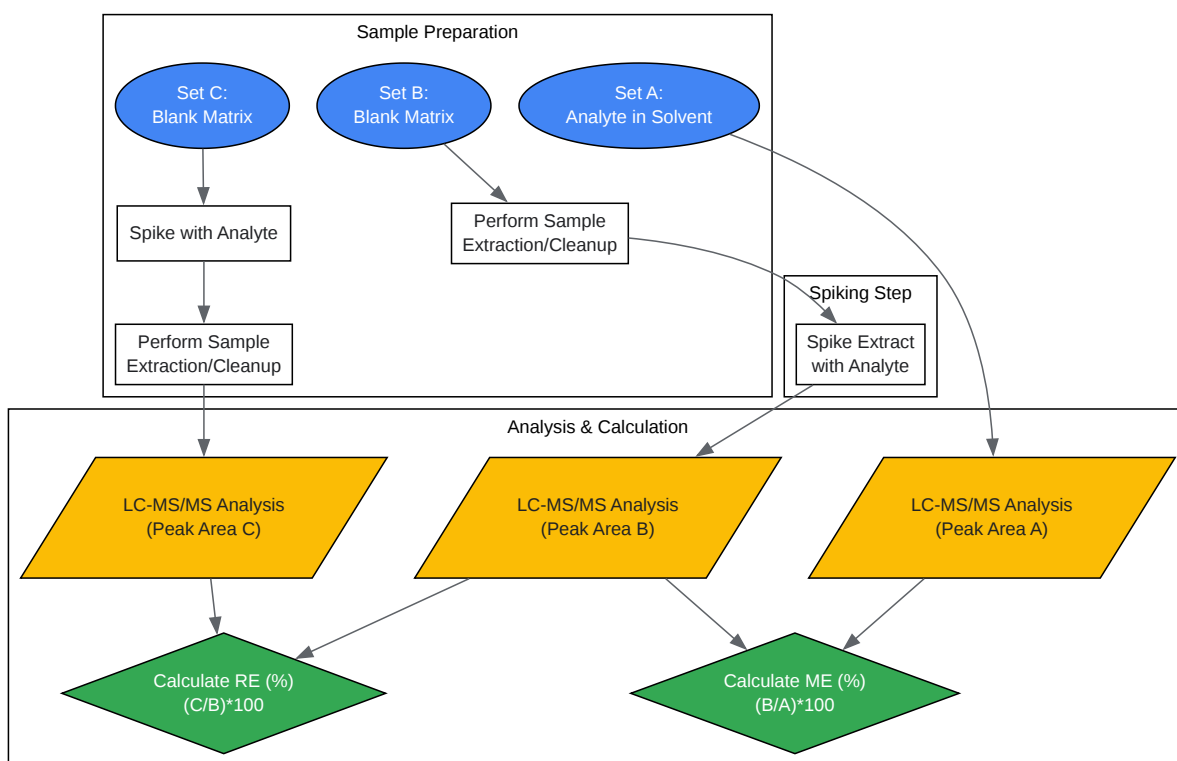 Sample Preparation
Set C:
Blank Matrix
Set B:
Blank Matrix
Set A:
Analyte in Solvent
Spike with Analyte
Perform Sample
Extraction/Cleanup
Spiking Step
Perform Sample
Extraction/Cleanup
Spike Extract
with Analyte
Analysis & Calculation
LC-MS/MS Analysis
(Peak Area C)
LC-MS/MS Analysis
(Peak Area B)
LC-MS/MS Analysis
(Peak Area A)
Calculate RE (%)
(C/B)*100
Calculate ME (%)
(B/A)*100